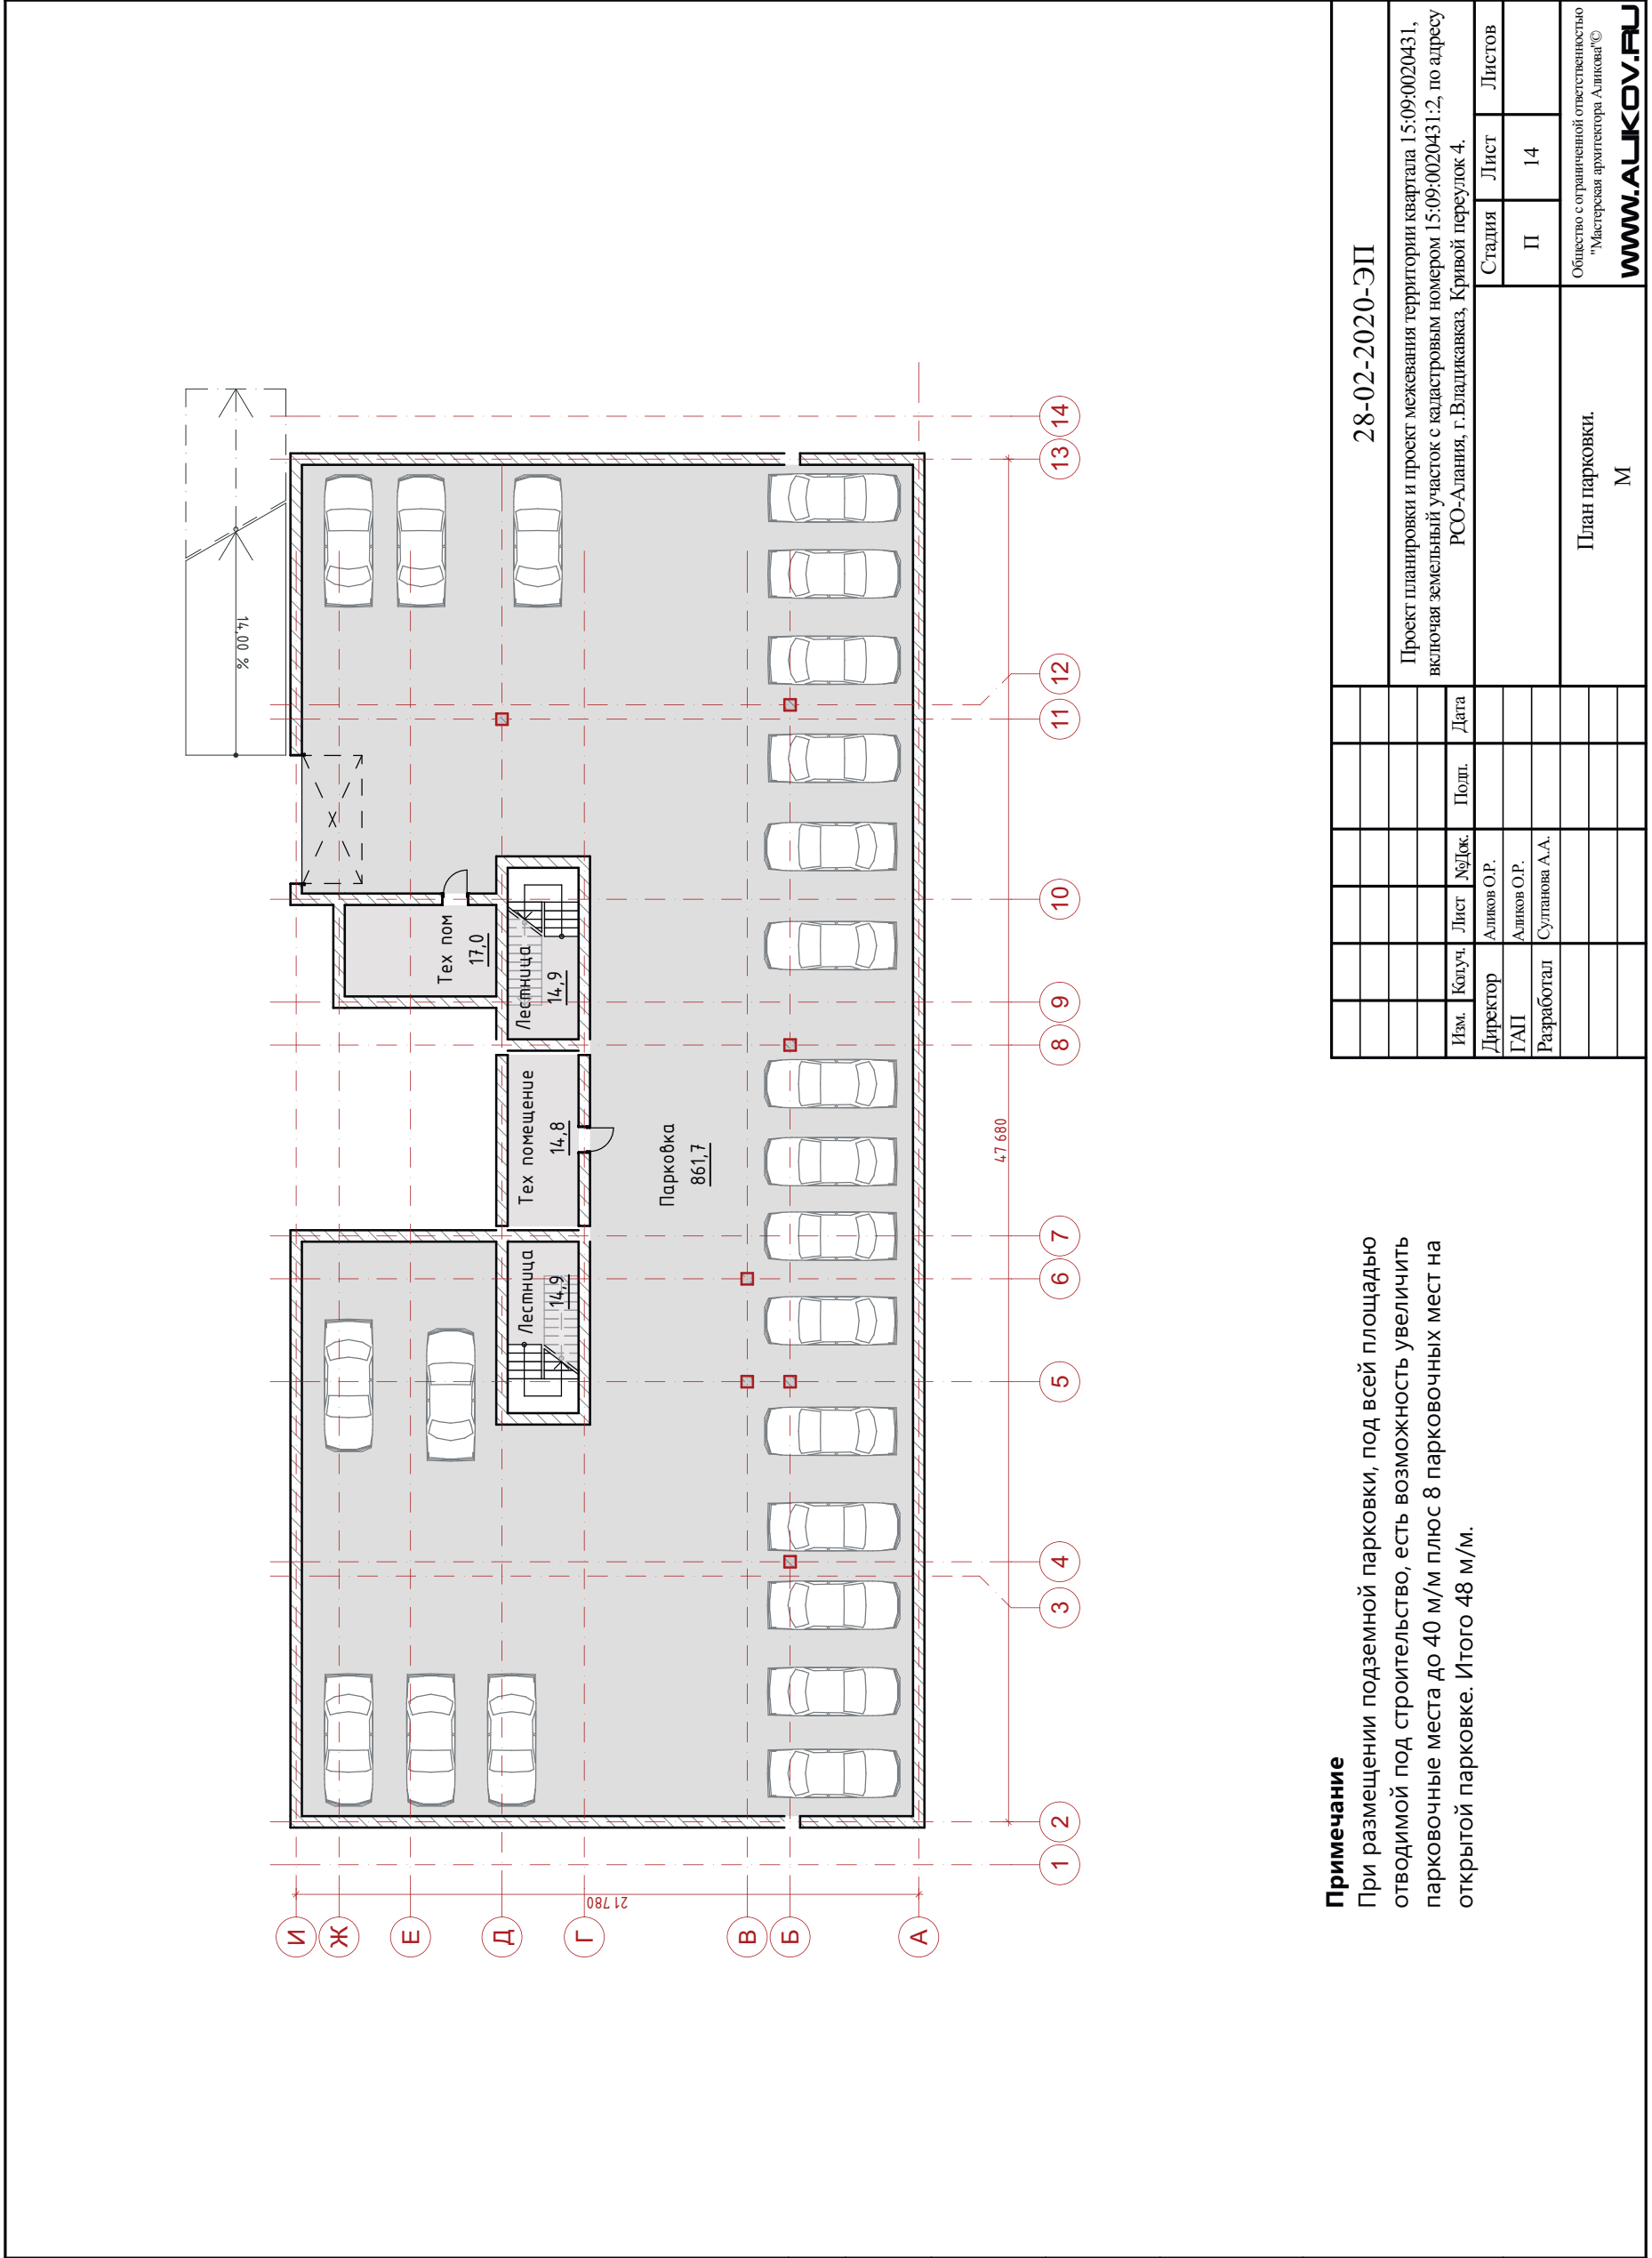 14,00 %
И
Ж
Е
Д
Г
В
Б
А
21 780
Лестница
14,9
Тех помещение
14,8
Лестница
14,9
Тех пом
17,0
Парковка
861,7
47 680
1
2
3
4
5
6
7
8
9
10
11
12
13
14
Примечание
При размещении подземной парковки, под всей площадью
отводимой под строительство, есть возможность увеличить
парковочные места до 40 м/м плюс 8 парковочных мест на
открытой парковке. Итого 48 м/м.
28-02-2020-ЭП
Проект планировки и проект межевания территории квартала 15:09:0020431,
включая земельный участок с кадастровым номером 15:09:0020431:2, по адресу
РСО-Алания, г.Владикавказ, Кривой переулок 4.
Изм. Колуч. Лист №Док. Подп. Дата
Директор Аликов О.Р.
ГАП Аликов О.Р.
Разработал Султанова А.А.
Стадия Лист Листов
П 14
План парковки.
М
Общество с ограниченной ответственностью
"Мастерская архитектора Аликова"©
WWW.ALIKOV.RU